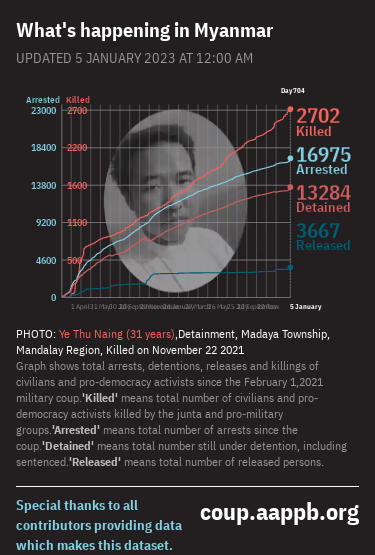 What's happening in Myanmar
UPDATED 5 JANUARY 2023 AT 12:00 AM
Day704
Arrested Killed
23000 2700
2702
Killed
18400 2200
16975
Arrested
13800 1600
13284
Detained
9200 1100
3667
Released
4600 500
0
5 January
PHOTO: Ye Thu Naing (31 years),Detainment, Madaya Township,
Mandalay Region, Killed on November 22 2021
Graph shows total arrests, detentions, releases and killings of
civilians and pro-democracy activists since the February 1,2021
military coup.'Killed' means total number of civilians and pro-
democracy activists killed by the junta and pro-military
groups.'Arrested' means total number of arrests since the
coup.'Detained' means total number still under detention, including
sentenced.'Released' means total number of released persons.
Special thanks to all
contributors providing data
which makes this dataset.
coup.aappb.org